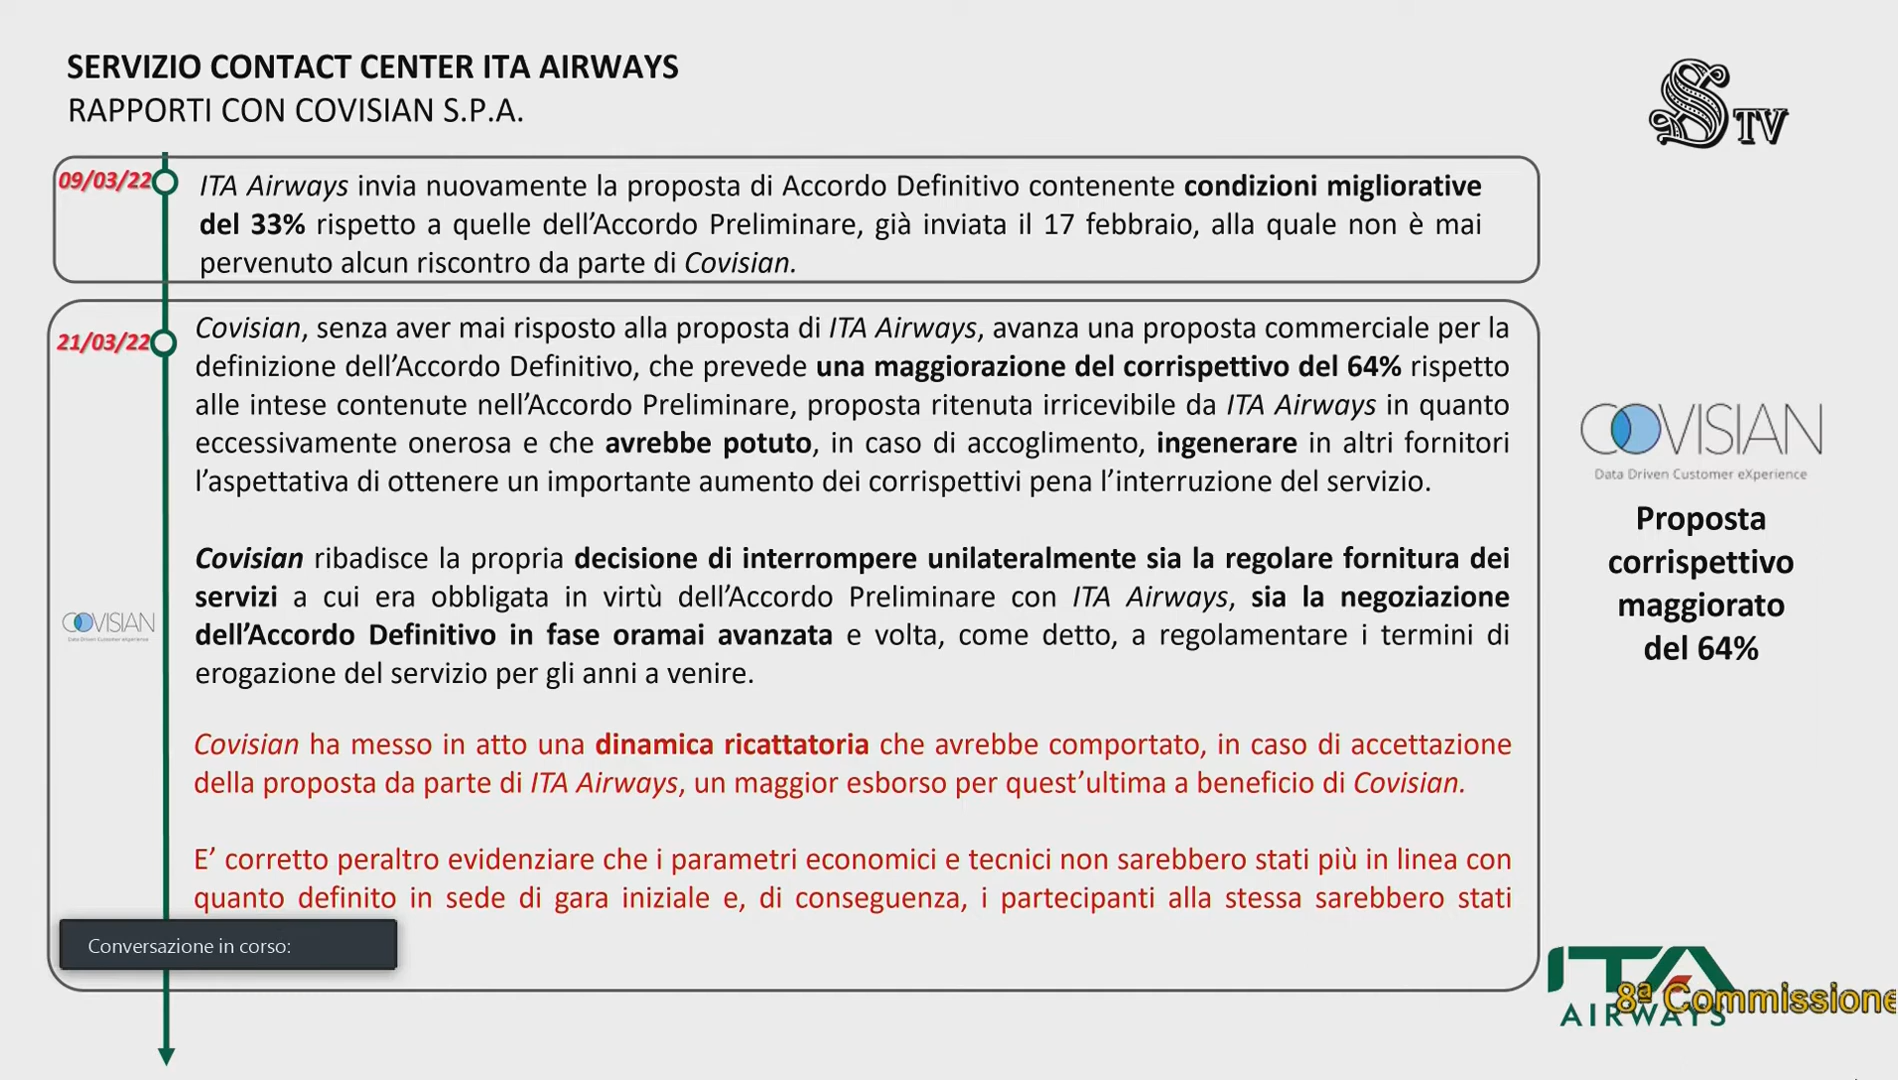 SERVIZIO CONTACT CENTER ITA AIRWAYS
RAPPORTI CON COVISIAN S.P.A.
S TV
09/03/22
ITA Airways invia nuovamente la proposta di Accordo Definitivo contenente condizioni migliorative
del 33% rispetto a quelle dell’Accordo Preliminare, già inviata il 17 febbraio, alla quale non è mai
pervenuto alcun riscontro da parte di Covisian.
21/03/22
Covisian, senza aver mai risposto alla proposta di ITA Airways, avanza una proposta commerciale per la
definizione dell’Accordo Definitivo, che prevede una maggiorazione del corrispettivo del 64% rispetto
alle intese contenute nell’Accordo Preliminare, proposta ritenuta irricevibile da ITA Airways in quanto
eccessivamente onerosa e che avrebbe potuto, in caso di accoglimento, ingenerare in altri fornitori
l’aspettativa di ottenere un importante aumento dei corrispettivi pena l’interruzione del servizio.
Covisian ribadisce la propria decisione di interrompere unilateralmente sia la regolare fornitura dei
servizi a cui era obbligata in virtù dell’Accordo Preliminare con ITA Airways, sia la negoziazione
dell’Accordo Definitivo in fase oramai avanzata e volta, come detto, a regolamentare i termini di
erogazione del servizio per gli anni a venire.
COVISIAN
Data Driven Customer eXperience
Covisian ha messo in atto una dinamica ricattatoria che avrebbe comportato, in caso di accettazione
della proposta da parte di ITA Airways, un maggior esborso per quest’ultima a beneficio di Covisian.
E’ corretto peraltro evidenziare che i parametri economici e tecnici non sarebbero stati più in linea con
quanto definito in sede di gara iniziale e, di conseguenza, i partecipanti alla stessa sarebbero stati
Conversazione in corso:
COVISIAN
Data Driven Customer eXperience
Proposta
corrispettivo
maggiorato
del 64%
ITA
AIRWAYS
8ª Commissione